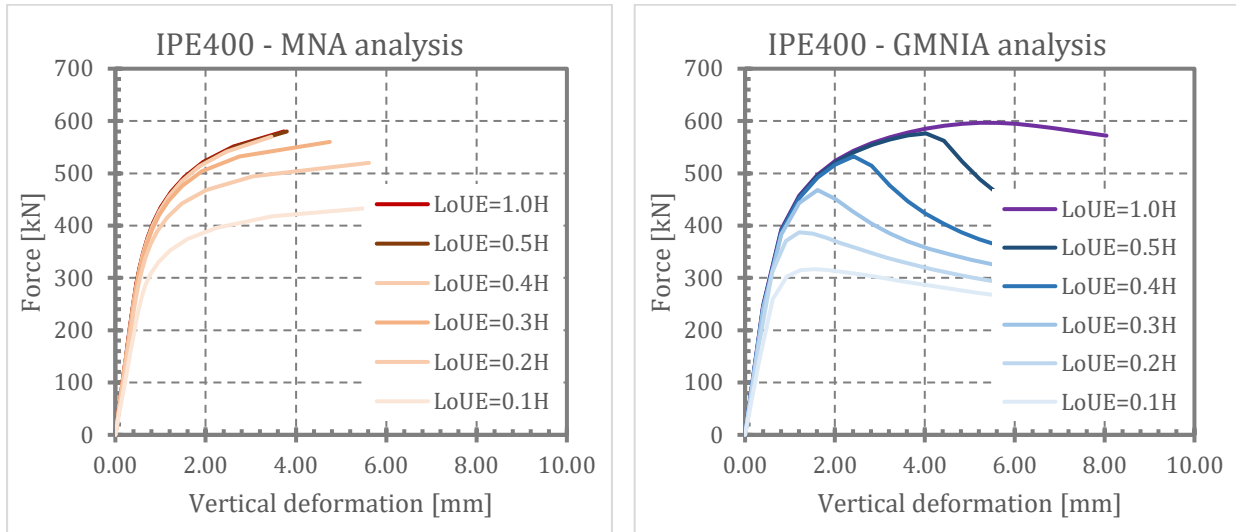 IPE400 - MNA analysis
700
600
500
400
300
200
100
0
Force [kN]
0.00 2.00 4.00 6.00 8.00 10.00
Vertical deformation [mm]
LoUE=1.0H
LoUE=0.5H
LoUE=0.4H
LoUE=0.3H
LoUE=0.2H
LoUE=0.1H
IPE400 - GMNIA analysis
700
600
500
400
300
200
100
0
Force [kN]
0.00 2.00 4.00 6.00 8.00 10.00
Vertical deformation [mm]
LoUE=1.0H
LoUE=0.5H
LoUE=0.4H
LoUE=0.3H
LoUE=0.2H
LoUE=0.1H